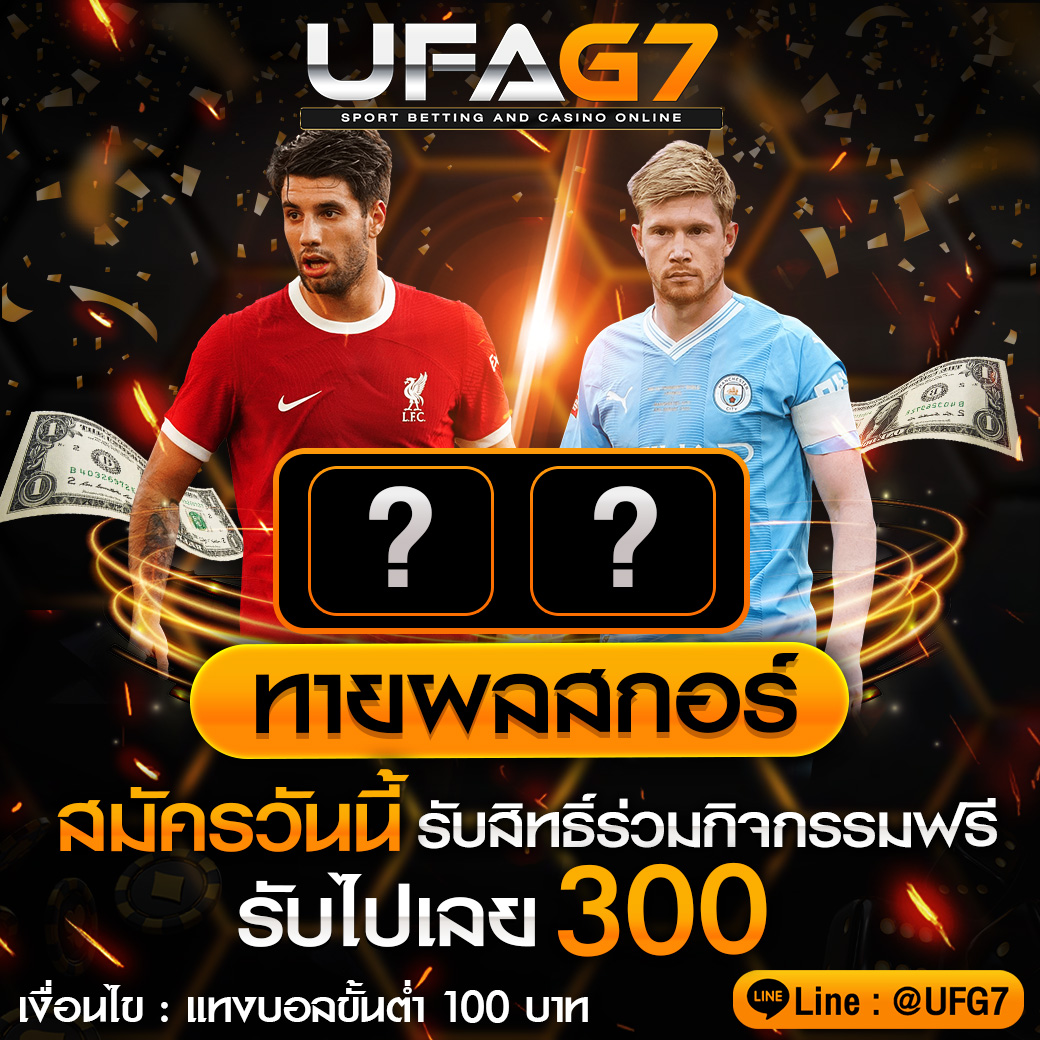 UFAG7
SPORT BETTING AND CASINO ONLINE
L.F.C.
MANCHESTER
CITY
? ?
ทายผลสกอร์
สมัครวันนี้ รับสิทธิ์ร่วมกิจกรรมฟรี
รับไปเลย 300
เงื่อนไข : แทงบอลขั้นต่ำ 100 บาท
LINE Line : @UFG7